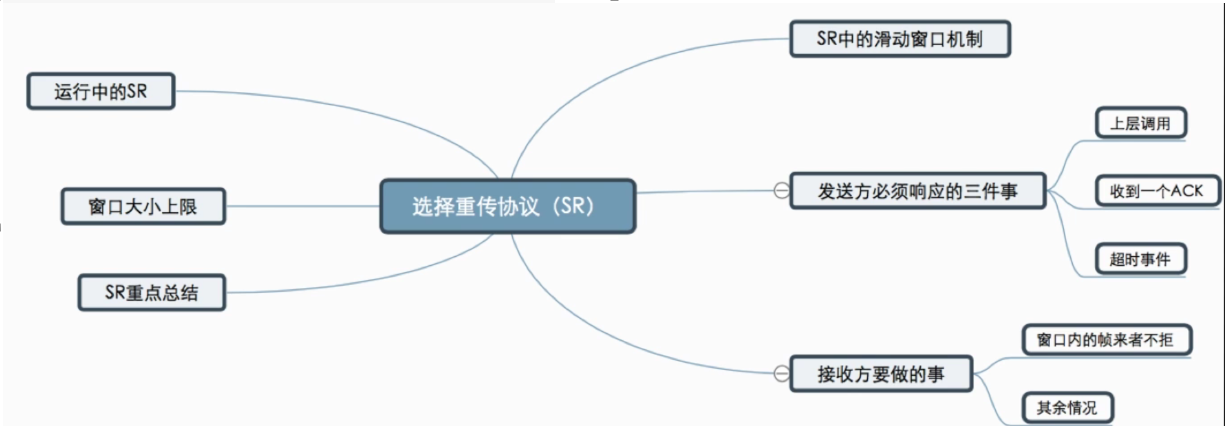 选择重传协议（SR）
SR中的滑动窗口机制
发送方必须响应的三件事
上层调用
收到一个ACK
超时事件
接收方要做的事
窗口内的帧来者不拒
其余情况
运行中的SR
窗口大小上限
SR重点总结